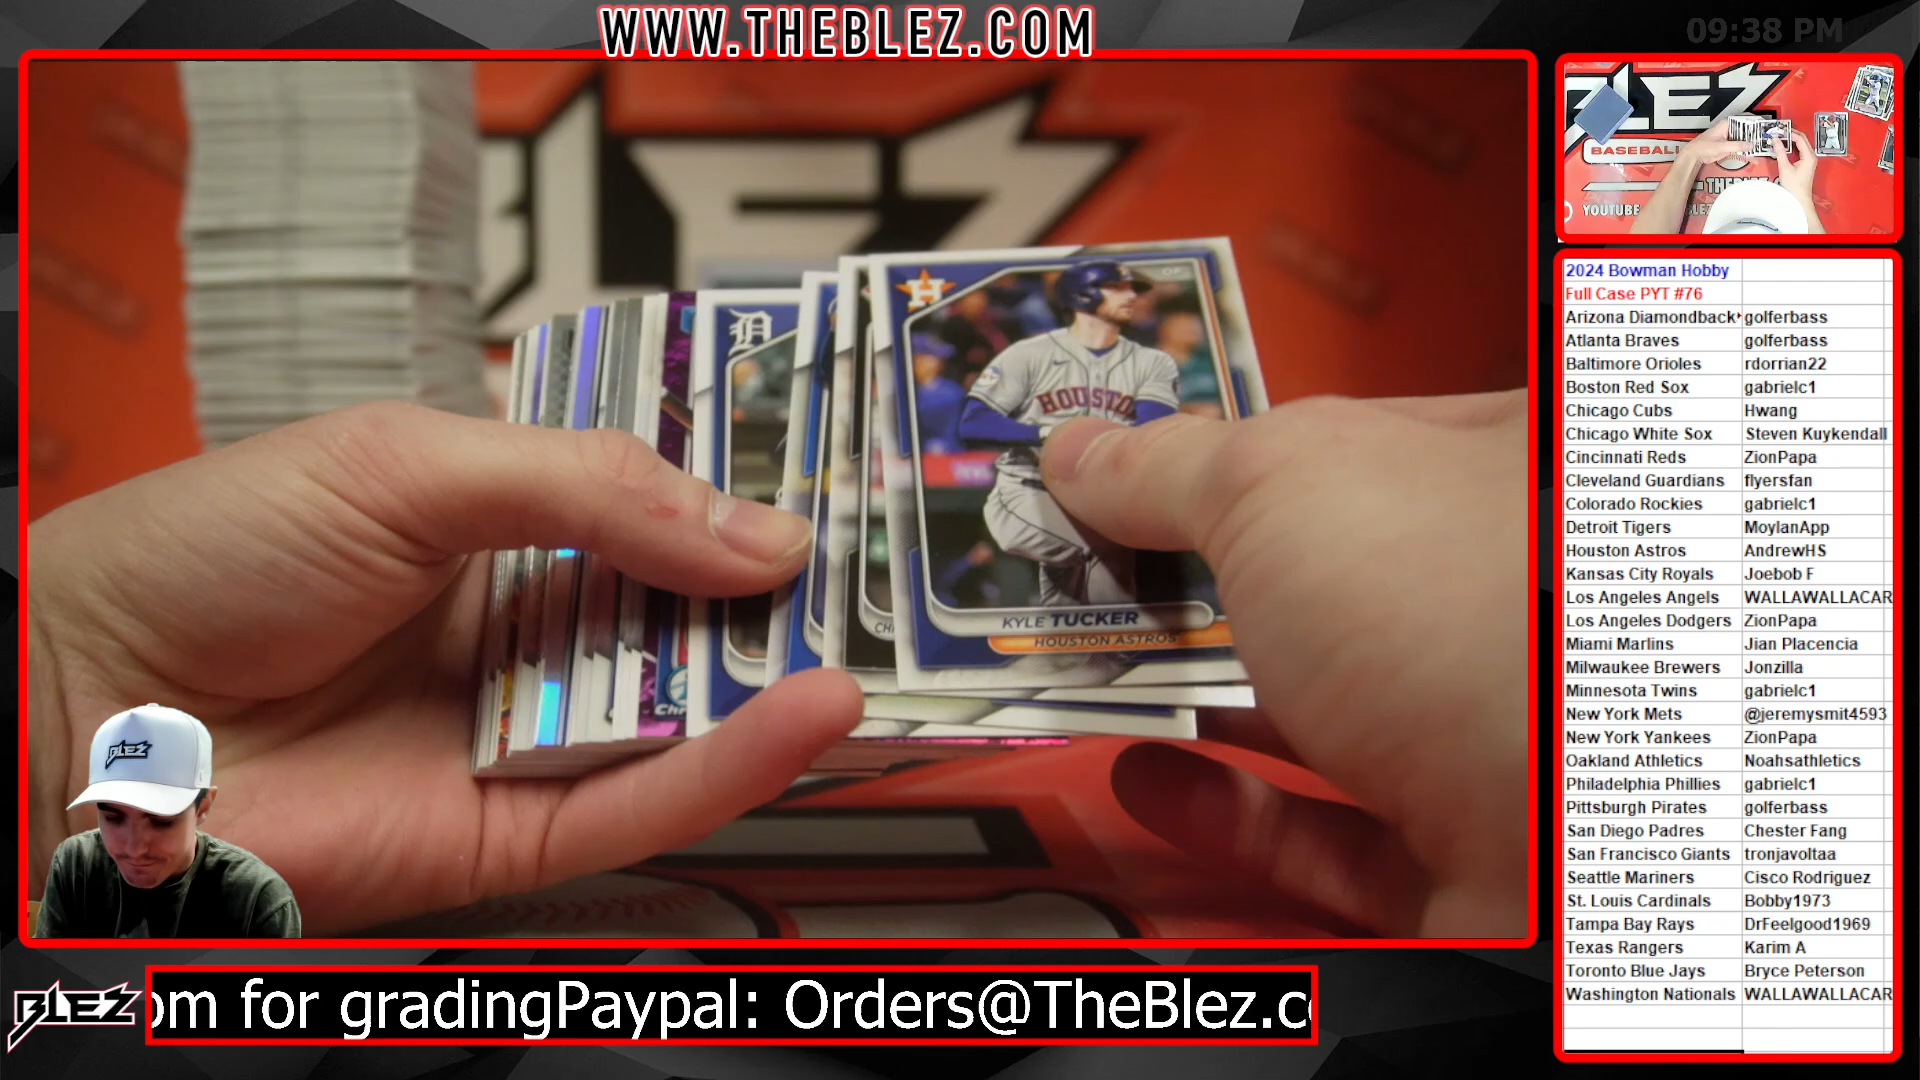 WWW.THEBLEZ.COM
09:38 PM
BLEZ
BASEBALL
YOUTUBE
HOUSTON
KYLE TUCKER
HOUSTON ASTROS
OF
2024 Bowman Hobby
Full Case PYT #76
Arizona Diamondback golferbass
Atlanta Braves golferbass
Baltimore Orioles rdorrian22
Boston Red Sox gabrielc1
Chicago Cubs Hwang
Chicago White Sox Steven Kuykendall
Cincinnati Reds ZionPapa
Cleveland Guardians flyersfan
Colorado Rockies gabrielc1
Detroit Tigers MoylanApp
Houston Astros AndrewHS
Kansas City Royals Joebob F
Los Angeles Angels WALLAWALLACAR
Los Angeles Dodgers ZionPapa
Miami Marlins Jian Placencia
Milwaukee Brewers Jonzilla
Minnesota Twins gabrielc1
New York Mets @jeremysmit4593
New York Yankees ZionPapa
Oakland Athletics Noahsathletics
Philadelphia Phillies gabrielc1
Pittsburgh Pirates golferbass
San Diego Padres Chester Fang
San Francisco Giants tronjavoltaa
Seattle Mariners Cisco Rodriguez
St. Louis Cardinals Bobby1973
Tampa Bay Rays DrFeelgood1969
Texas Rangers Karim A
Toronto Blue Jays Bryce Peterson
Washington Nationals WALLAWALLACAR
BLEZ
BLEZ
om for gradingPaypal: Orders@TheBlez.co